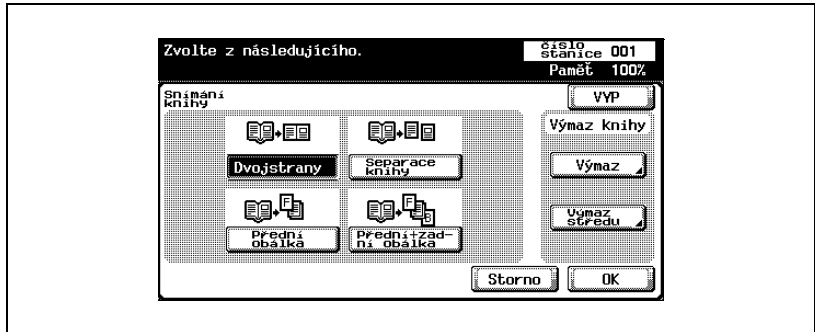 Zvolte z následujícího.
číslo
stanice 001
Paměť 100%
Snímání
knihy
VYP
Výmaz knihy
Dvojstrany
Separace
knihy
Výmaz
F
F
B
Výmaz
středu
Přední
obálka
Přední+zad-
ní obálka
Storno
OK